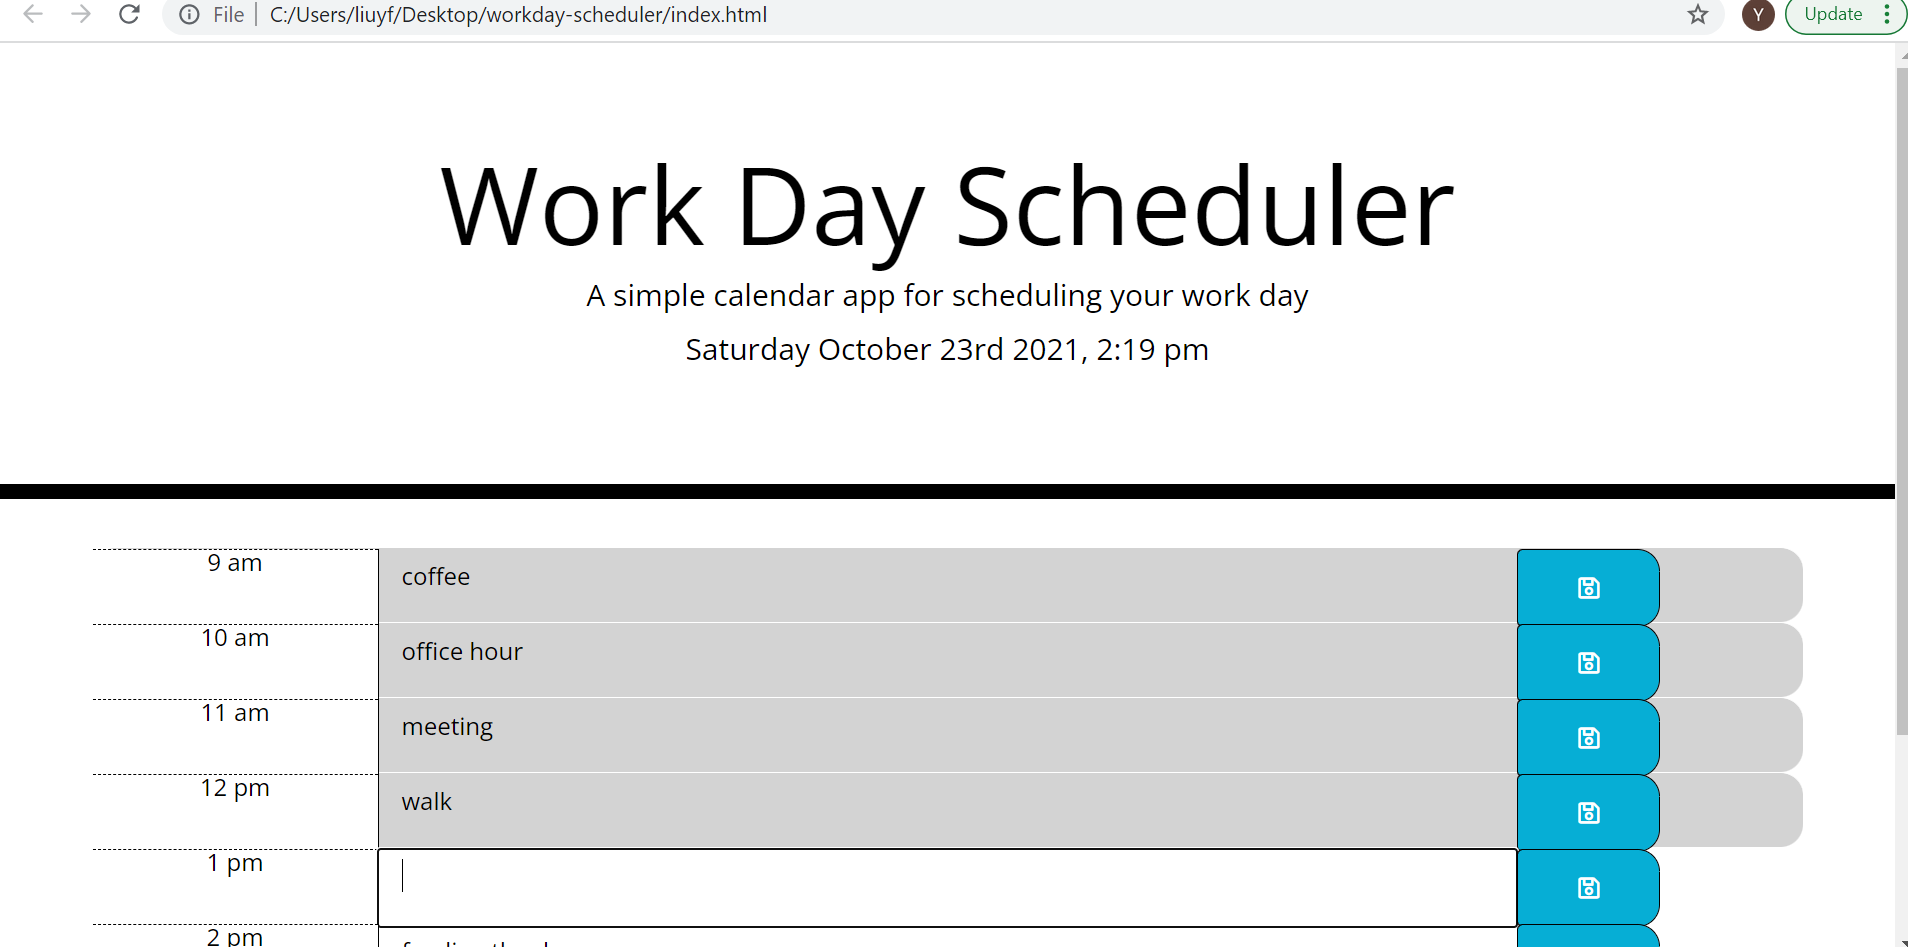 File C:/Users/liuyf/Desktop/workday-scheduler/index.html Y Update
Work Day Scheduler
A simple calendar app for scheduling your work day
Saturday October 23rd 2021, 2:19 pm
9 am coffee
10 am office hour
11 am meeting
12 pm walk
1 pm
2 pm